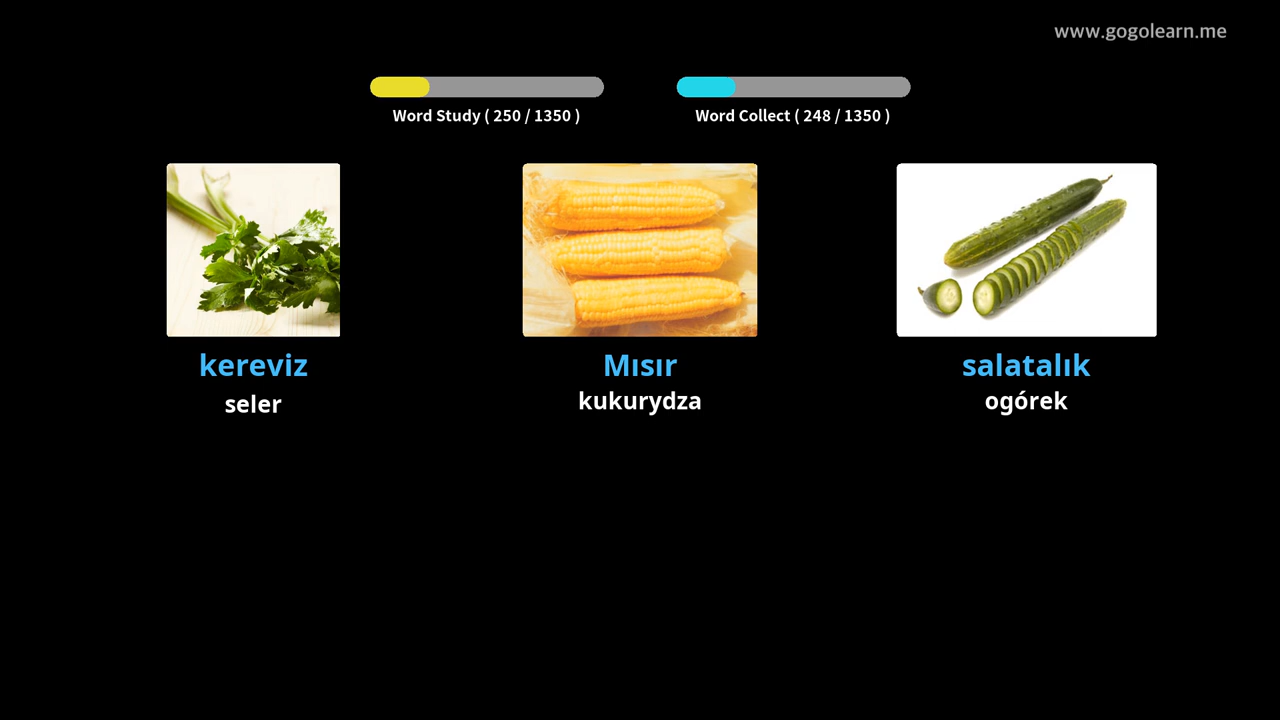 www.gogolearn.me
Word Study ( 250 / 1350 )
Word Collect ( 248 / 1350 )
kereviz
seler
Mısır
kukurydza
salatalık
ogórek